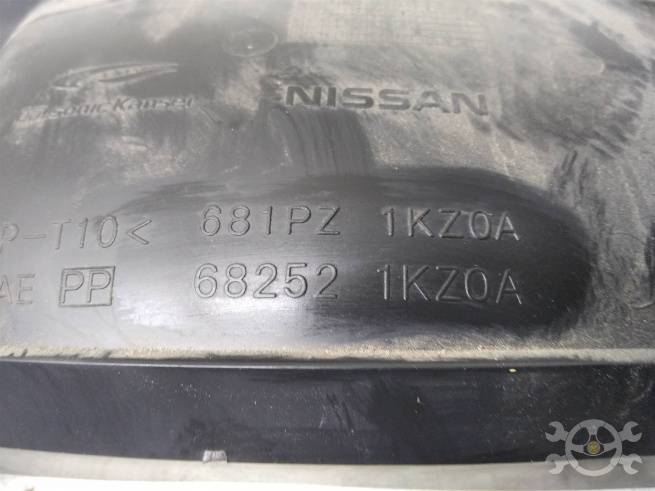 NISSAN
P-T10< 681PZ 1KZ0A
AE PP 68252 1KZ0A